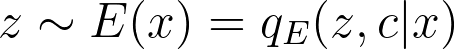 z ∼ E(x) = q_E(z, c|x)